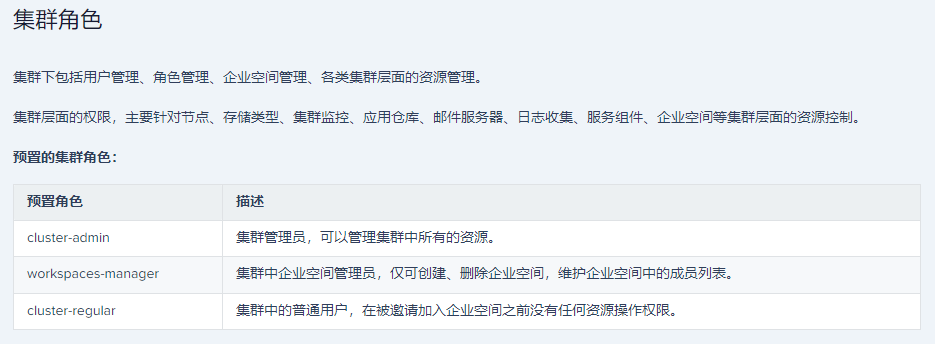 集群角色
集群下包括用户管理、角色管理、企业空间管理、各类集群层面的资源管理。
集群层面的权限，主要针对节点、存储类型、集群监控、应用仓库、邮件服务器、日志收集、服务组件、企业空间等集群层面的资源控制。
预置的集群角色：
预置角色 描述
cluster-admin 集群管理员，可以管理集群中所有的资源。
workspaces-manager 集群中企业空间管理员，仅可创建、删除企业空间，维护企业空间中的成员列表。
cluster-regular 集群中的普通用户，在被邀请加入企业空间之前没有任何资源操作权限。